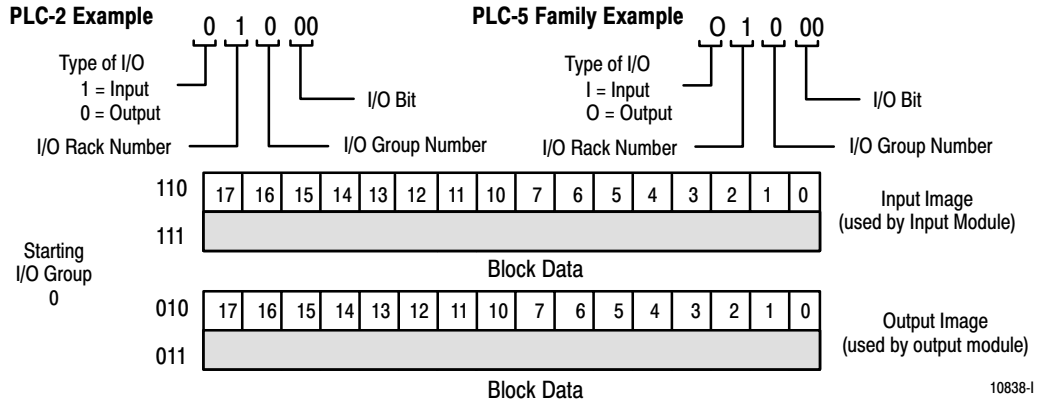 PLC-2 Example
0 1 0 00
Type of I/O
1 = Input
0 = Output
I/O Bit
I/O Rack Number
I/O Group Number
PLC-5 Family Example
O 1 0 00
Type of I/O
I = Input
O = Output
I/O Bit
I/O Rack Number
I/O Group Number
110 17 16 15 14 13 12 11 10 7 6 5 4 3 2 1 0
Input Image
(used by Input Module)
111
Block Data
Starting
I/O Group
0
010 17 16 15 14 13 12 11 10 7 6 5 4 3 2 1 0
Output Image
(used by output module)
011
Block Data
10838-I